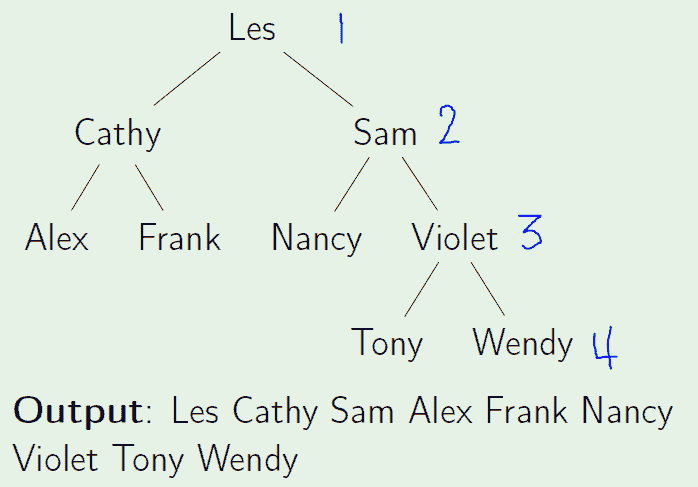 Les 1
Cathy Sam 2
Alex Frank Nancy Violet 3
Tony Wendy 4
Output: Les Cathy Sam Alex Frank Nancy
Violet Tony Wendy